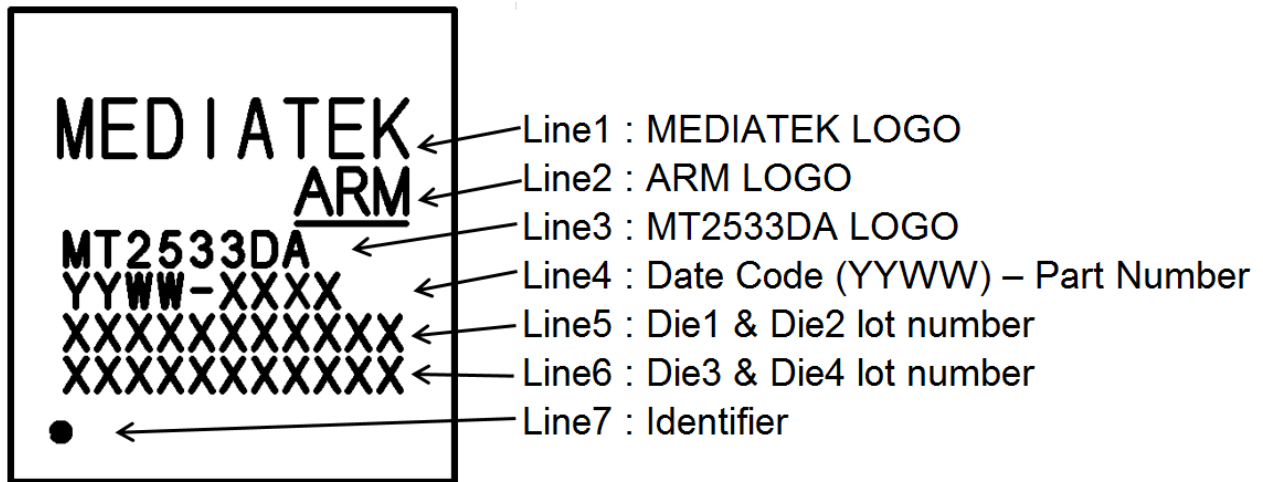 MEDIATEK
ARM
MT2533DA
YYWW-XXXX
XXXXXXXXXXX
XXXXXXXXXXX
Line1 : MEDIATEK LOGO
Line2 : ARM LOGO
Line3 : MT2533DA LOGO
Line4 : Date Code (YYWW) – Part Number
Line5 : Die1 & Die2 lot number
Line6 : Die3 & Die4 lot number
Line7 : Identifier